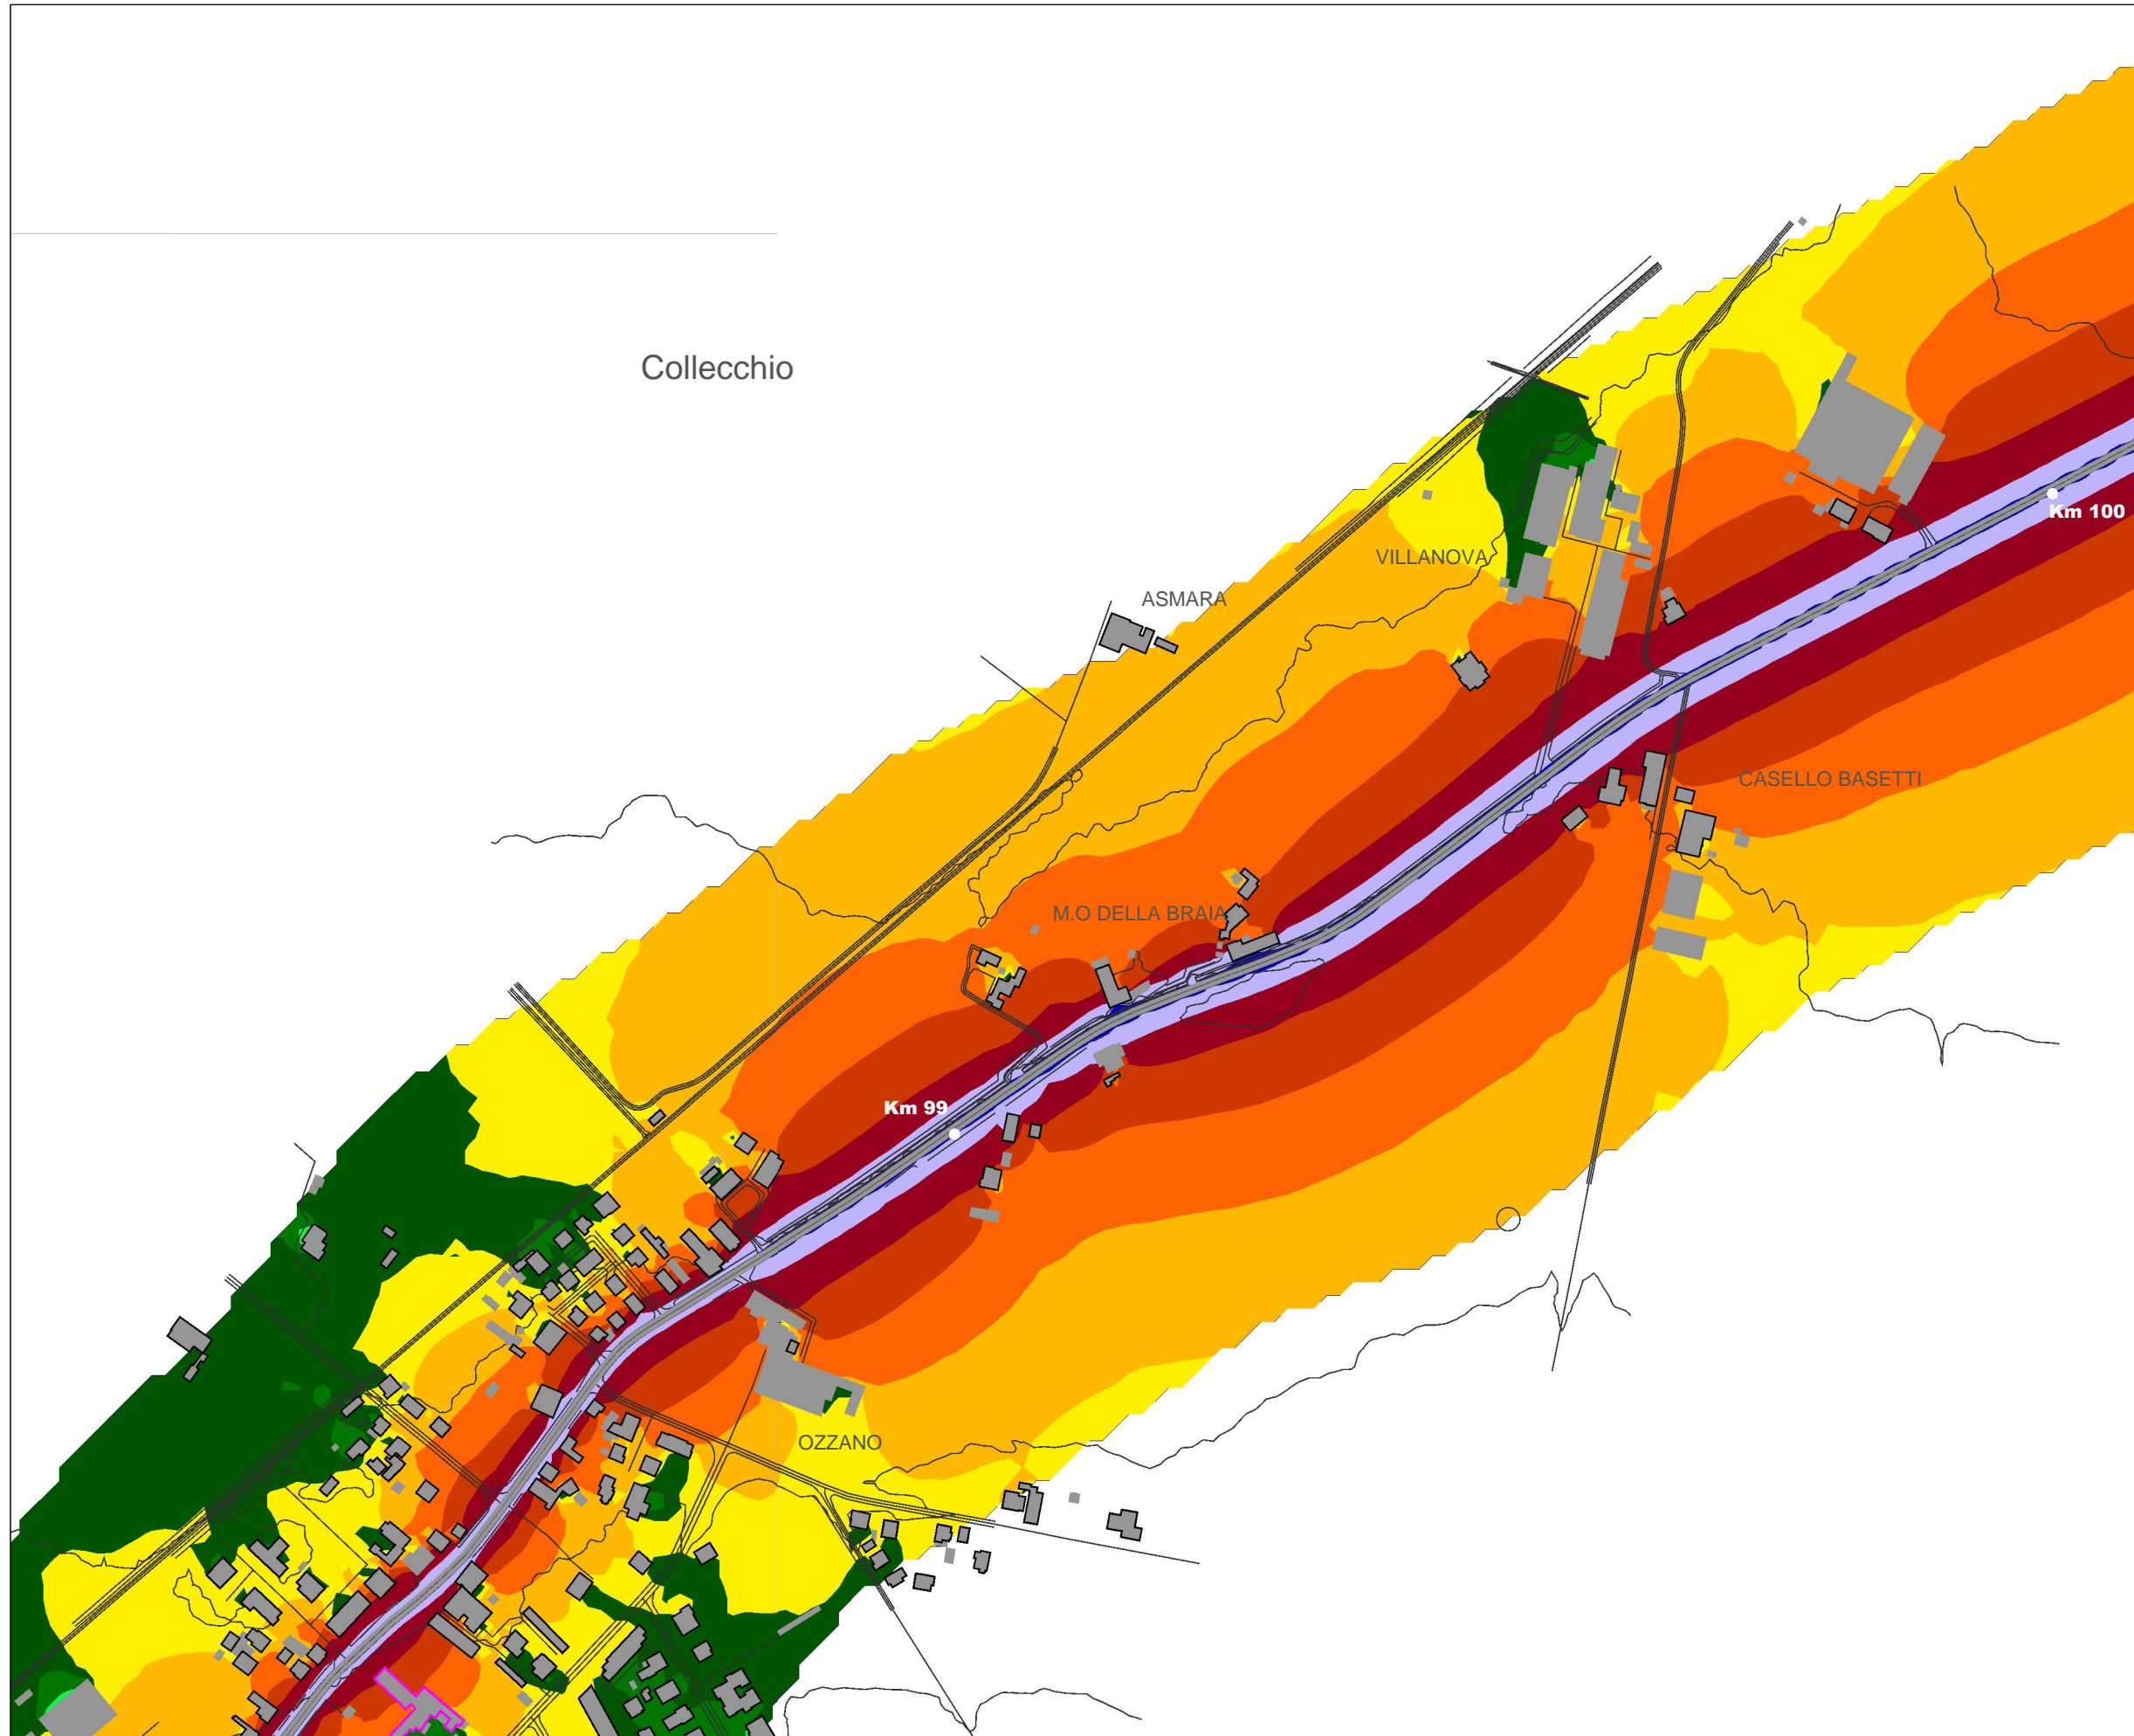 Collecchio
Km 100
VILLANOVA
ASMARA
CASELLO BASETTI
M.O DELLA BRAIA
Km 99
OZZANO